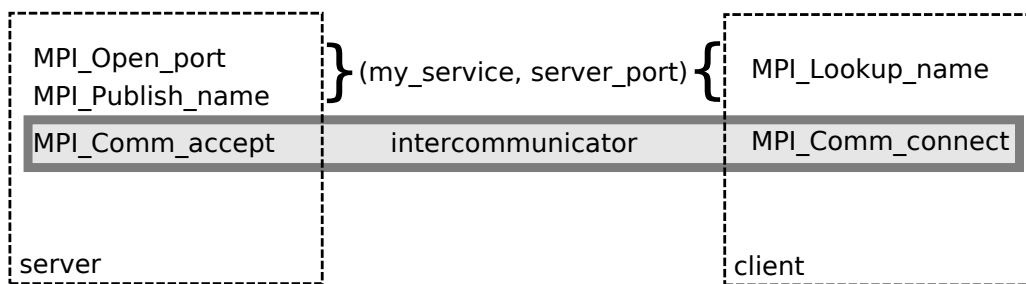 MPI_Open_port
MPI_Publish_name
(my_service, server_port)
MPI_Lookup_name
MPI_Comm_accept
intercommunicator
MPI_Comm_connect
server
client